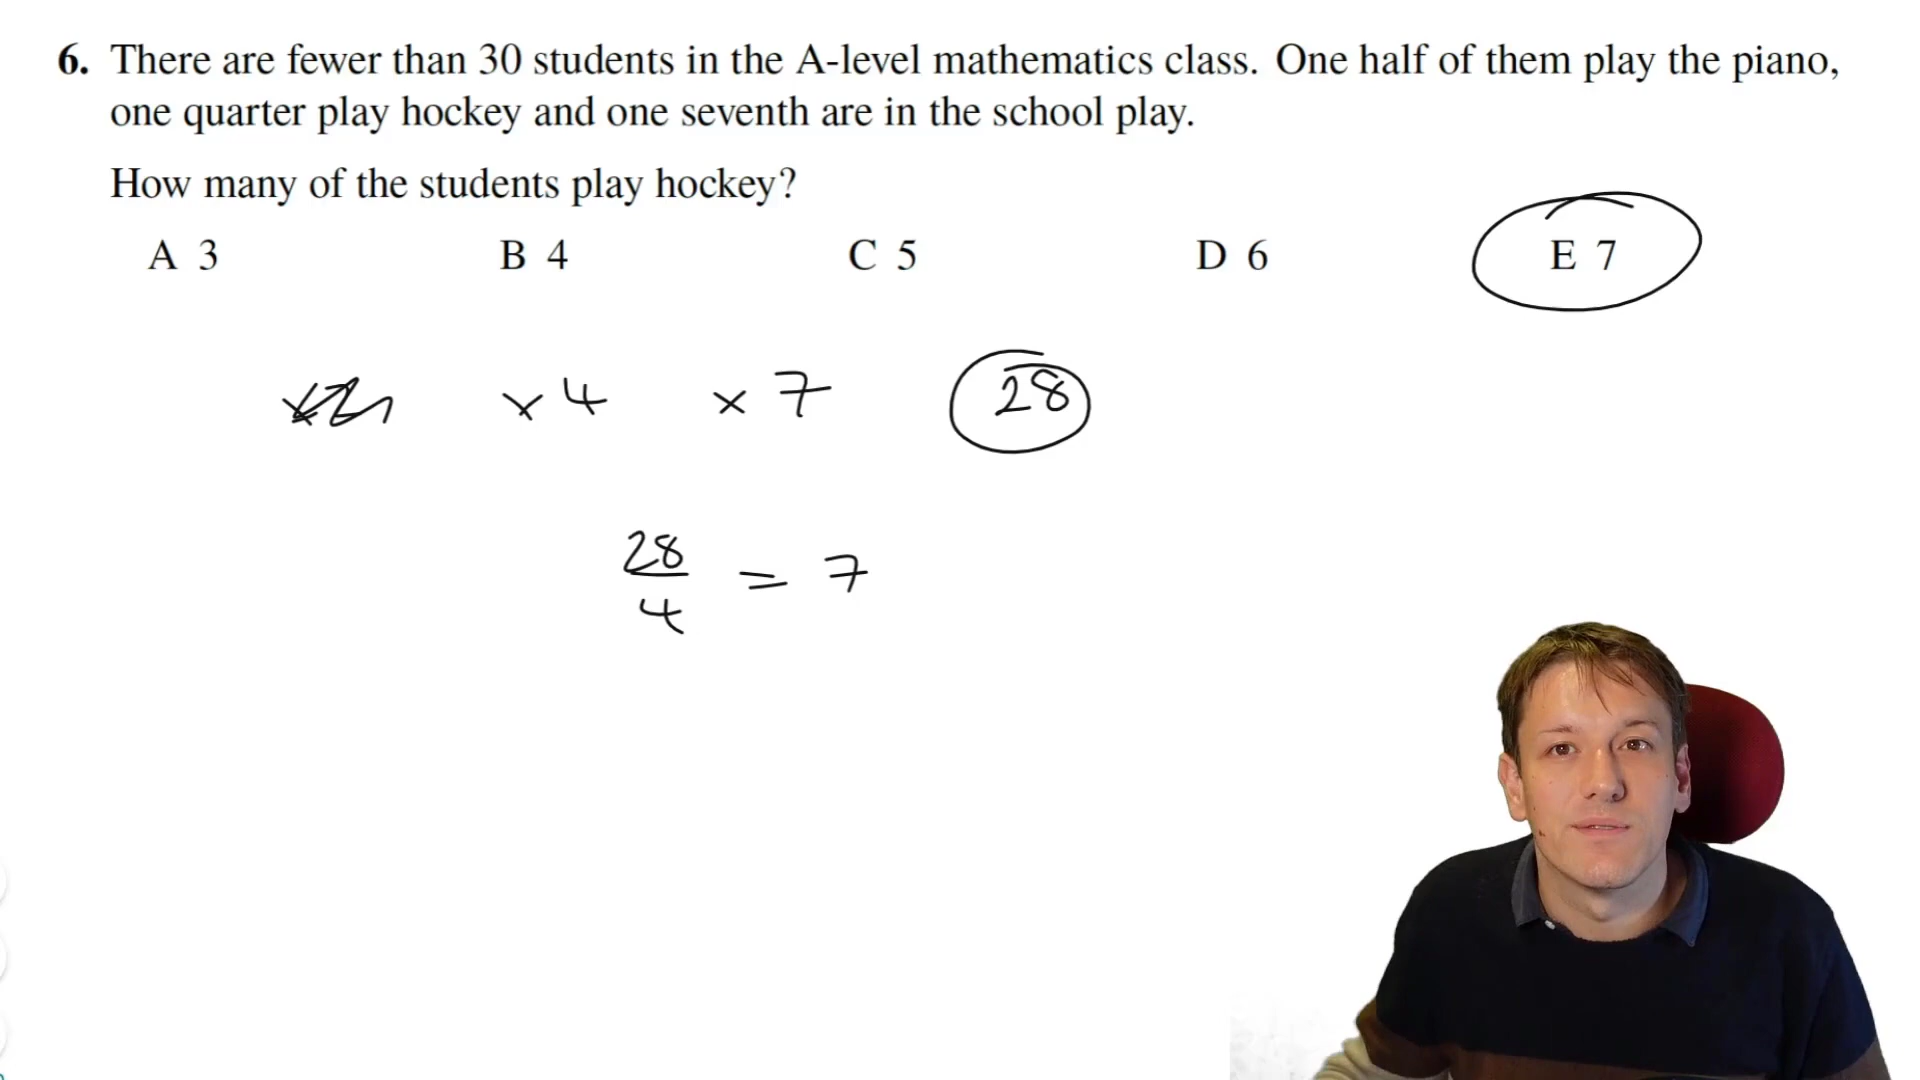 6. There are fewer than 30 students in the A-level mathematics class. One half of them play the piano,
one quarter play hockey and one seventh are in the school play.
How many of the students play hockey?
A 3 B 4 C 5 D 6 E 7
×4 ×7 28
28/4 = 7